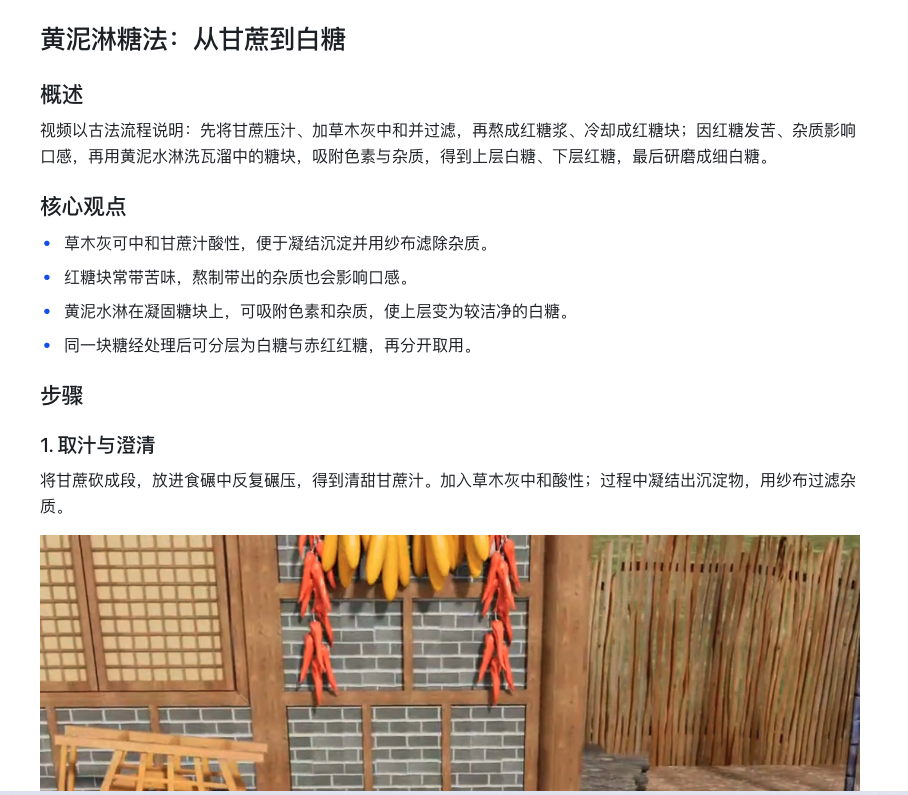 黄泥淋糖法：从甘蔗到白糖
概述
视频以古法流程说明：先将甘蔗压汁、加草木灰中和并过滤，再熬成红糖浆、冷却成红糖块；因红糖发苦、杂质影响
口感，再用黄泥水淋洗瓦溜中的糖块，吸附色素与杂质，得到上层白糖、下层红糖，最后研磨成细白糖。
核心观点
• 草木灰可中和甘蔗汁酸性，便于凝结沉淀并用纱布滤除杂质。
• 红糖块常带苦味，熬制带出的杂质也会影响口感。
• 黄泥水淋在凝固糖块上，可吸附色素和杂质，使上层变为较洁净的白糖。
• 同一块糖经处理后可分层为白糖与赤红红糖，再分开取用。
步骤
1. 取汁与澄清
将甘蔗砍成段，放进食碾中反复碾压，得到清甜甘蔗汁。加入草木灰中和酸性；过程中凝结出沉淀物，用纱布过滤杂
质。